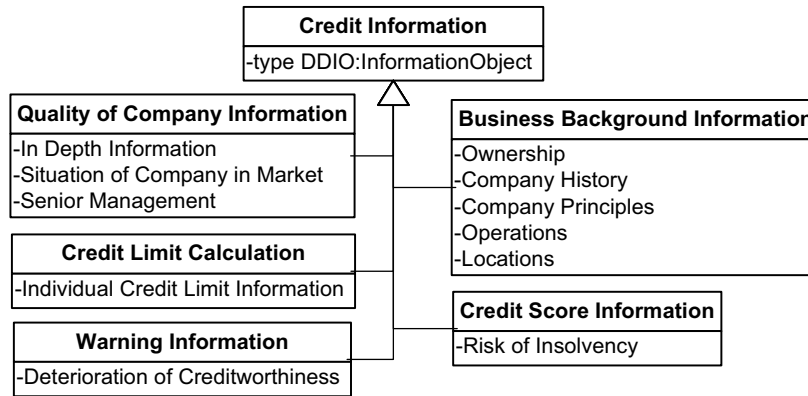 Credit Information
-type DDIO:InformationObject
Quality of Company Information
-In Depth Information
-Situation of Company in Market
-Senior Management
Business Background Information
-Ownership
-Company History
-Company Principles
-Operations
-Locations
Credit Limit Calculation
-Individual Credit Limit Information
Credit Score Information
-Risk of Insolvency
Warning Information
-Deterioration of Creditworthiness